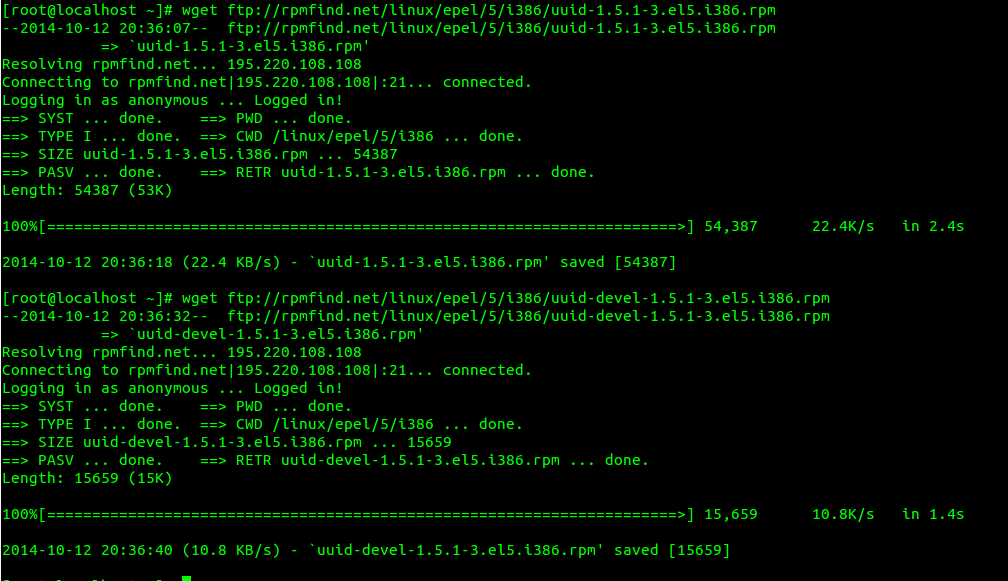 [root@localhost ~]# wget ftp://rpmfind.net/linux/epel/5/i386/uuid-1.5.1-3.el5.i386.rpm
--2014-10-12 20:36:07--  ftp://rpmfind.net/linux/epel/5/i386/uuid-1.5.1-3.el5.i386.rpm
           => `uuid-1.5.1-3.el5.i386.rpm'
Resolving rpmfind.net... 195.220.108.108
Connecting to rpmfind.net|195.220.108.108|:21... connected.
Logging in as anonymous ... Logged in!
==> SYST ... done.    ==> PWD ... done.
==> TYPE I ... done.  ==> CWD /linux/epel/5/i386 ... done.
==> SIZE uuid-1.5.1-3.el5.i386.rpm ... 54387
==> PASV ... done.    ==> RETR uuid-1.5.1-3.el5.i386.rpm ... done.
Length: 54387 (53K)

100%[======================================================================>] 54,387      22.4K/s   in 2.4s

2014-10-12 20:36:18 (22.4 KB/s) - `uuid-1.5.1-3.el5.i386.rpm' saved [54387]

[root@localhost ~]# wget ftp://rpmfind.net/linux/epel/5/i386/uuid-devel-1.5.1-3.el5.i386.rpm
--2014-10-12 20:36:32--  ftp://rpmfind.net/linux/epel/5/i386/uuid-devel-1.5.1-3.el5.i386.rpm
           => `uuid-devel-1.5.1-3.el5.i386.rpm'
Resolving rpmfind.net... 195.220.108.108
Connecting to rpmfind.net|195.220.108.108|:21... connected.
Logging in as anonymous ... Logged in!
==> SYST ... done.    ==> PWD ... done.
==> TYPE I ... done.  ==> CWD /linux/epel/5/i386 ... done.
==> SIZE uuid-devel-1.5.1-3.el5.i386.rpm ... 15659
==> PASV ... done.    ==> RETR uuid-devel-1.5.1-3.el5.i386.rpm ... done.
Length: 15659 (15K)

100%[======================================================================>] 15,659      10.8K/s   in 1.4s

2014-10-12 20:36:40 (10.8 KB/s) - `uuid-devel-1.5.1-3.el5.i386.rpm' saved [15659]